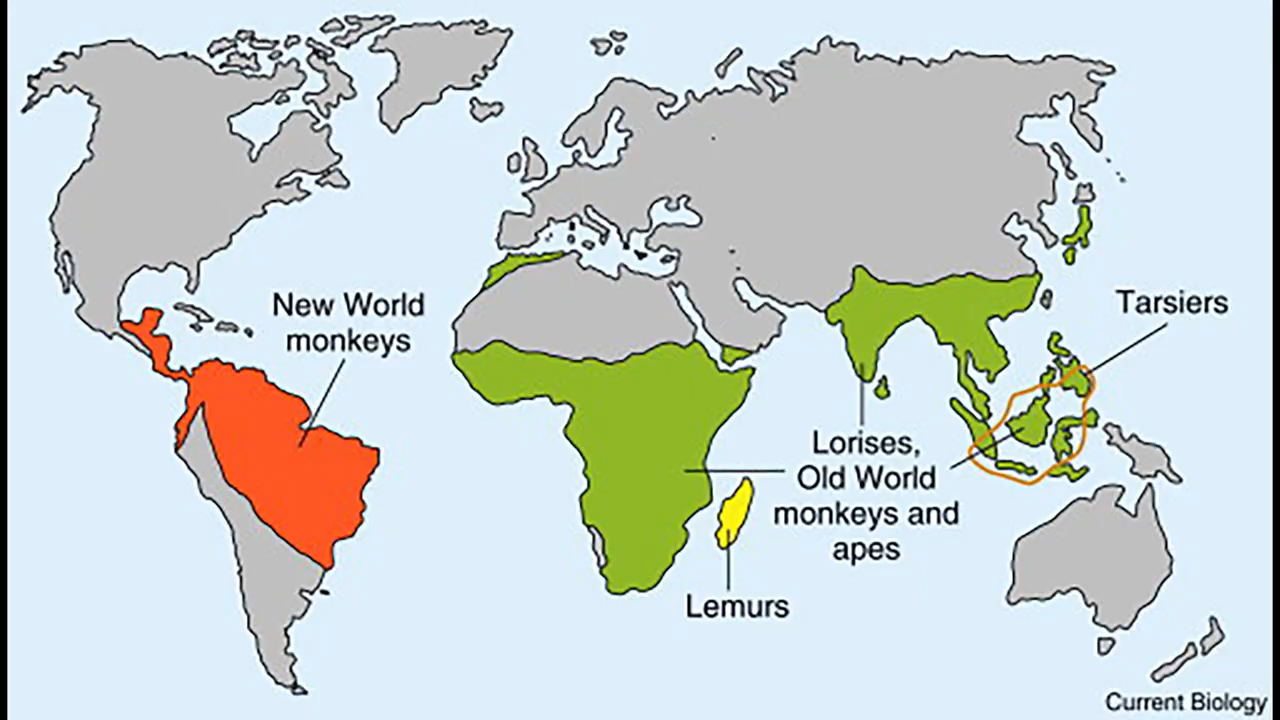 New World
monkeys
Tarsiers
Lorises,
Old World
monkeys and
apes
Lemurs
Current Biology